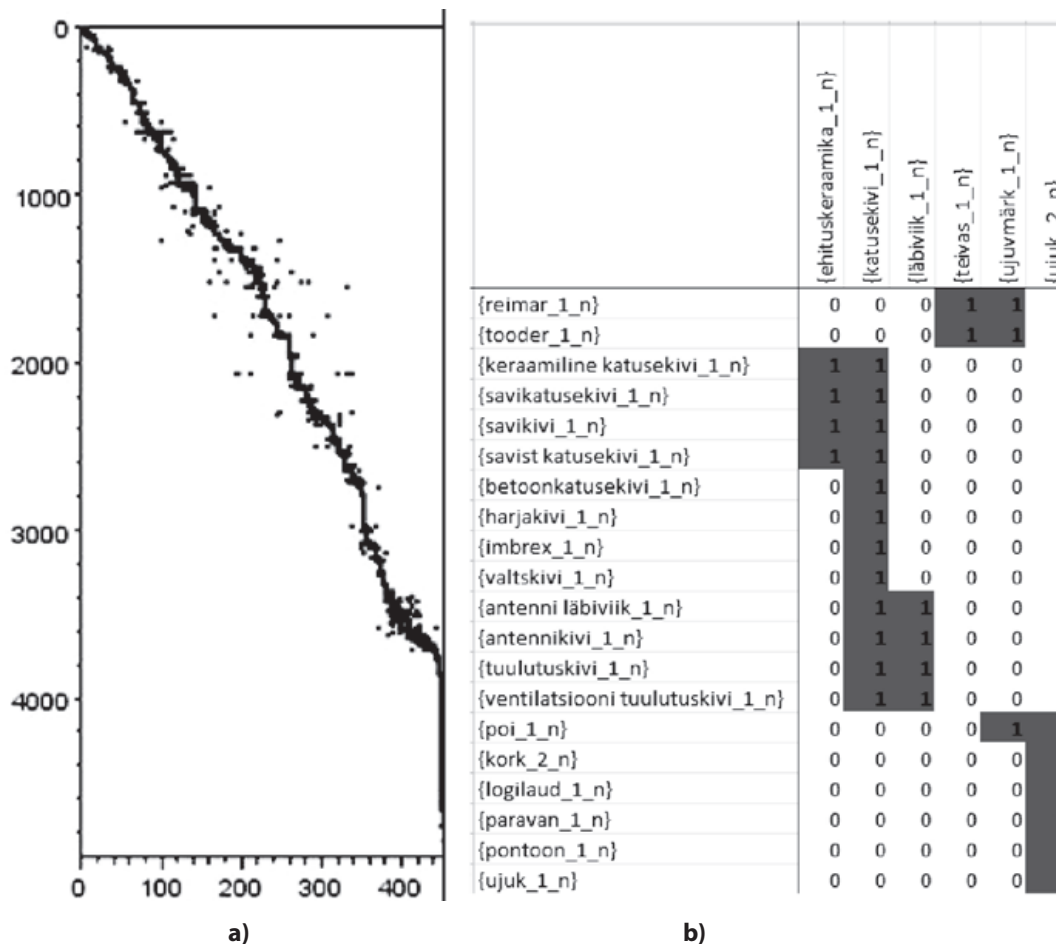 0
1000
2000
3000
4000
0 100 200 300 400
a)
{ehituskeraamika_1_n} {katusekivi_1_n} {läbiviik_1_n} {teivas_1_n} {ujuvmärk_1_n} {ujuk_2_n}
{reimar_1_n} 0 0 0 1 1
{tooder_1_n} 0 0 0 1 1
{keraamiline katusekivi_1_n} 1 1 0 0 0
{savikatusekivi_1_n} 1 1 0 0 0
{savikivi_1_n} 1 1 0 0 0
{savist katusekivi_1_n} 1 1 0 0 0
{betoonkatusekivi_1_n} 0 1 0 0 0
{harjakivi_1_n} 0 1 0 0 0
{imbrex_1_n} 0 1 0 0 0
{valtskivi_1_n} 0 1 0 0 0
{antenni läbiviik_1_n} 0 1 1 0 0
{antennikivi_1_n} 0 1 1 0 0
{tuulutuskivi_1_n} 0 1 1 0 0
{ventilatsiooni tuulutuskivi_1_n} 0 1 1 0 0
{poi_1_n} 0 0 0 0 1
{kork_2_n} 0 0 0 0 0
{logilaud_1_n} 0 0 0 0 0
{paravan_1_n} 0 0 0 0 0
{pontoon_1_n} 0 0 0 0 0
{ujuk_1_n} 0 0 0 0 0
b)